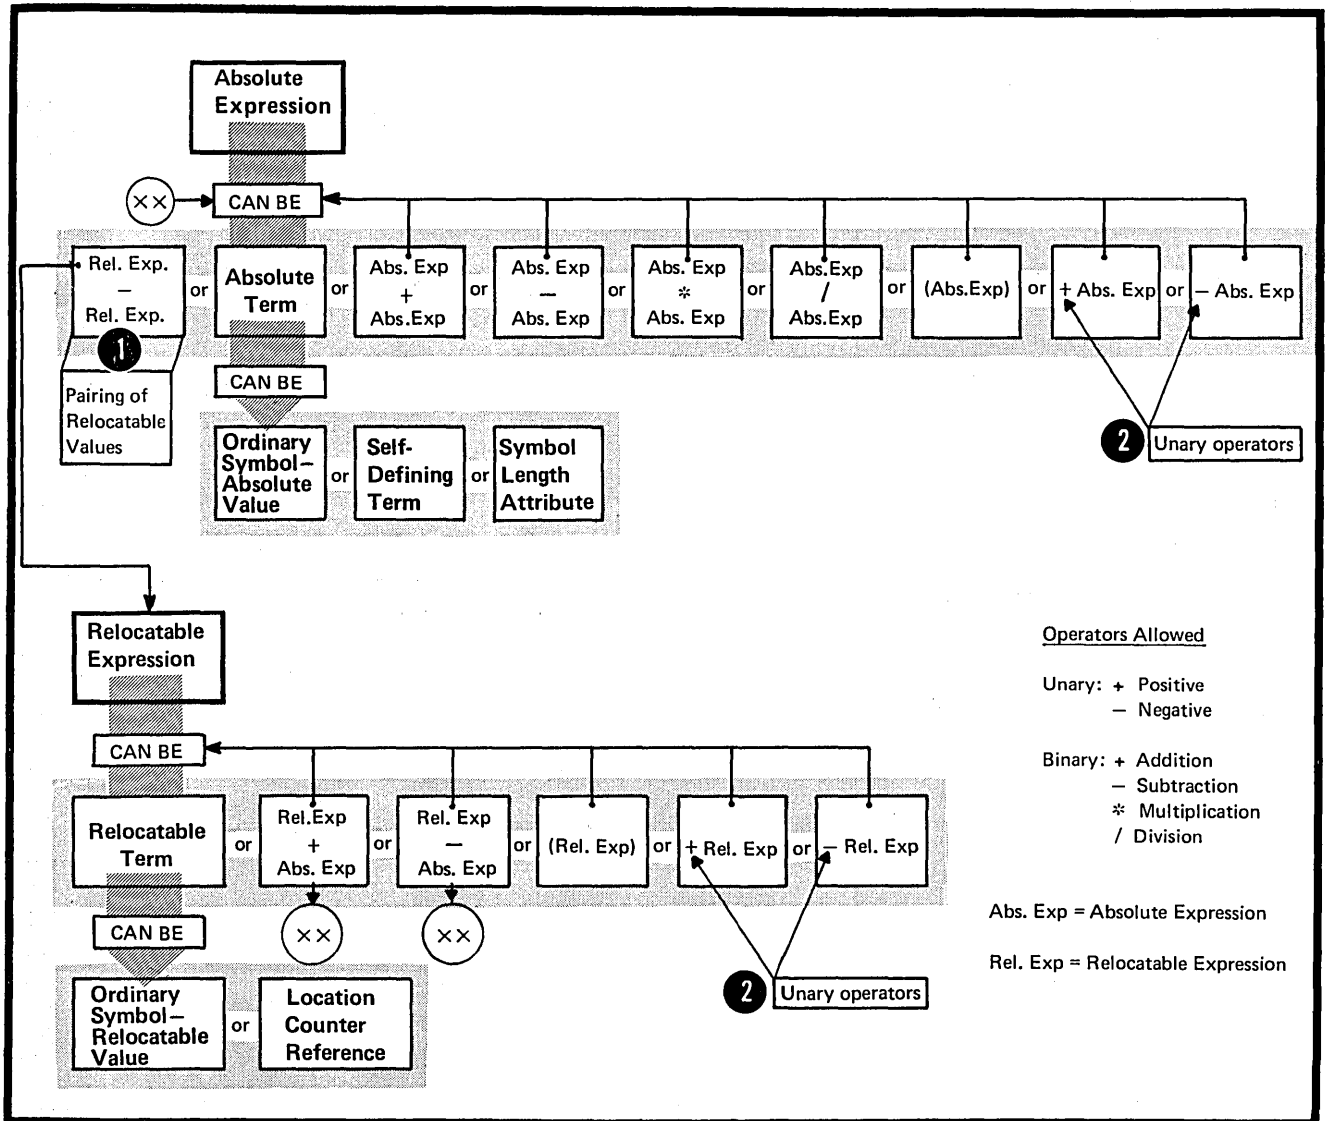 Absolute
Expression
××
CAN BE
Rel. Exp.
—
Rel. Exp.
or
Absolute
Term
or
Abs. Exp
+
Abs.Exp
or
Abs. Exp
—
Abs. Exp
or
Abs. Exp
*
Abs. Exp
or
Abs.Exp
/
Abs.Exp
or
(Abs.Exp)
or
+ Abs. Exp
or
— Abs. Exp
1
Pairing of
Relocatable
Values
CAN BE
2
Unary operators
Ordinary
Symbol—
Absolute
Value
or
Self-
Defining
Term
or
Symbol
Length
Attribute
Relocatable
Expression
CAN BE
Relocatable
Term
or
Rel.Exp
+
Abs. Exp
or
Rel. Exp
—
Abs. Exp
or
(Rel. Exp)
or
+ Rel. Exp
or
— Rel. Exp
××
××
CAN BE
2
Unary operators
Ordinary
Symbol—
Relocatable
Value
or
Location
Counter
Reference
Operators Allowed
Unary: + Positive
— Negative
Binary: + Addition
— Subtraction
* Multiplication
/ Division
Abs. Exp = Absolute Expression
Rel. Exp = Relocatable Expression